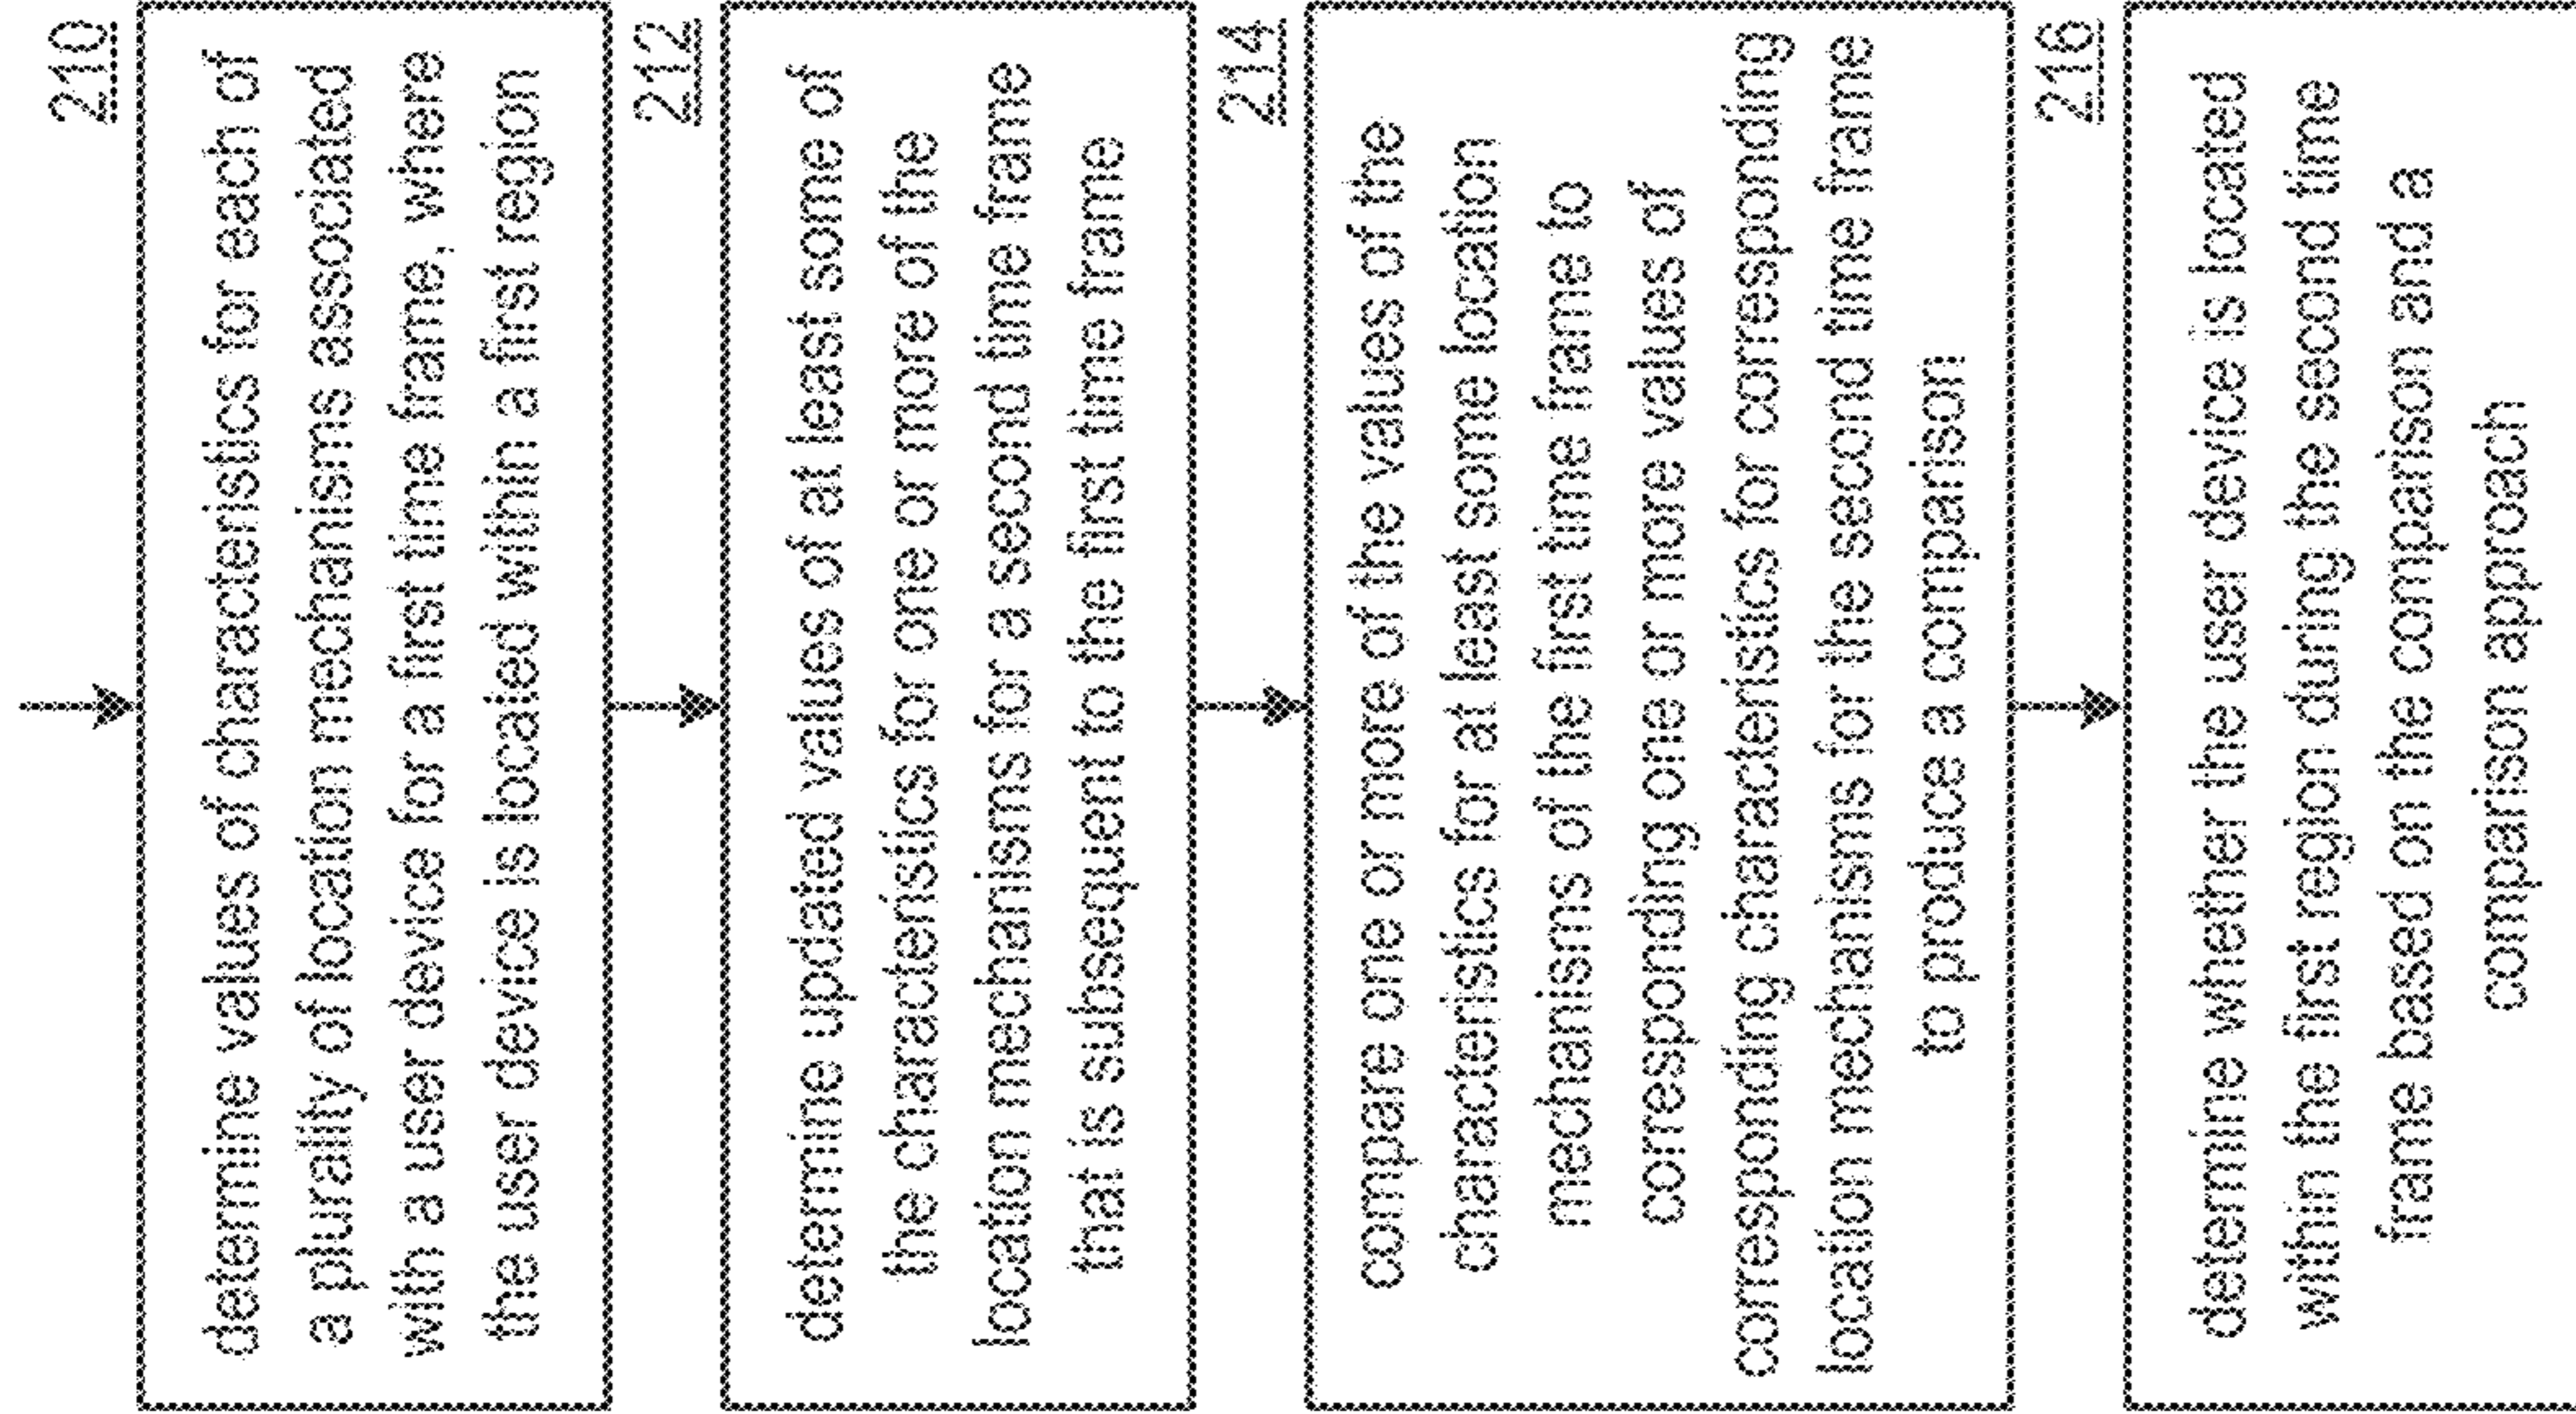 210
determine values of characteristics for each of
a plurality of location mechanisms associated
with a user device for a first time frame, where
the user device is located within a first region
212
determine updated values of at least some of
the characteristics for one or more of the
location mechanisms for a second time frame
that is subsequent to the first time frame
214
compare one or more of the values of the
characteristics for at least some location
mechanisms of the first time frame to
corresponding one or more values of
corresponding characteristics for corresponding
location mechanisms for the second time frame
to produce a comparison
216
determine whether the user device is located
within the first region during the second time
frame based on the comparison and a
comparison approach